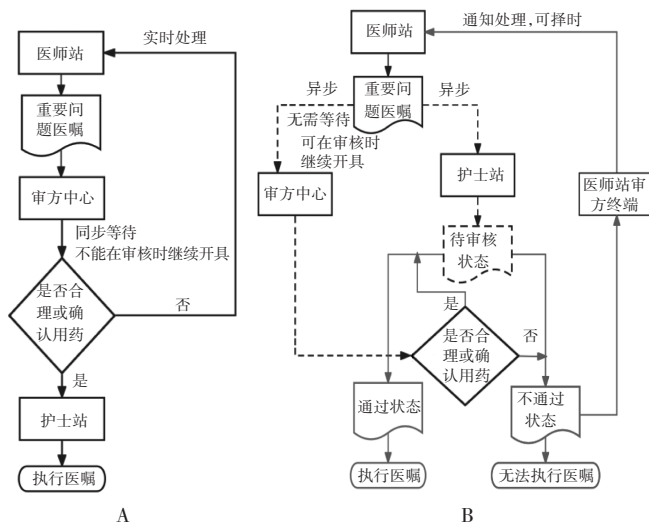 实时处理
医师站
重要问
题医嘱
审方中心
同步等待
不能在审核时继续开具
是否合
理或确
认用药
否
是
护士站
执行医嘱
A
通知处理,可择时
医师站
异步
重要问
题医嘱
异步
无需等待
可在审核时
继续开具
审方中心
护士站
医师站审
方终端
待审核
状态
是
是否合
理或确
认用药
否
通过状态
不通过
状态
执行医嘱
无法执行医嘱
B